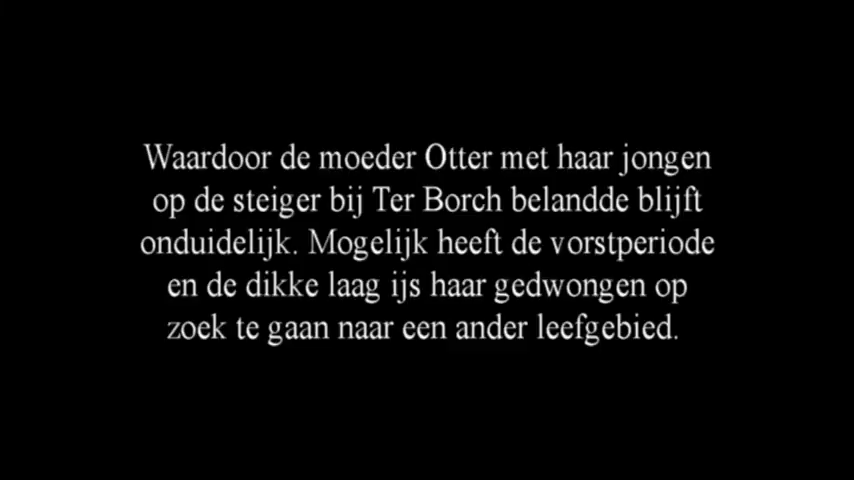 Waardoor de moeder Otter met haar jongen
op de steiger bij Ter Borch belandde blijft
onduidelijk. Mogelijk heeft de vorstperiode
en de dikke laag ijs haar gedwongen op
zoek te gaan naar een ander leefgebied.